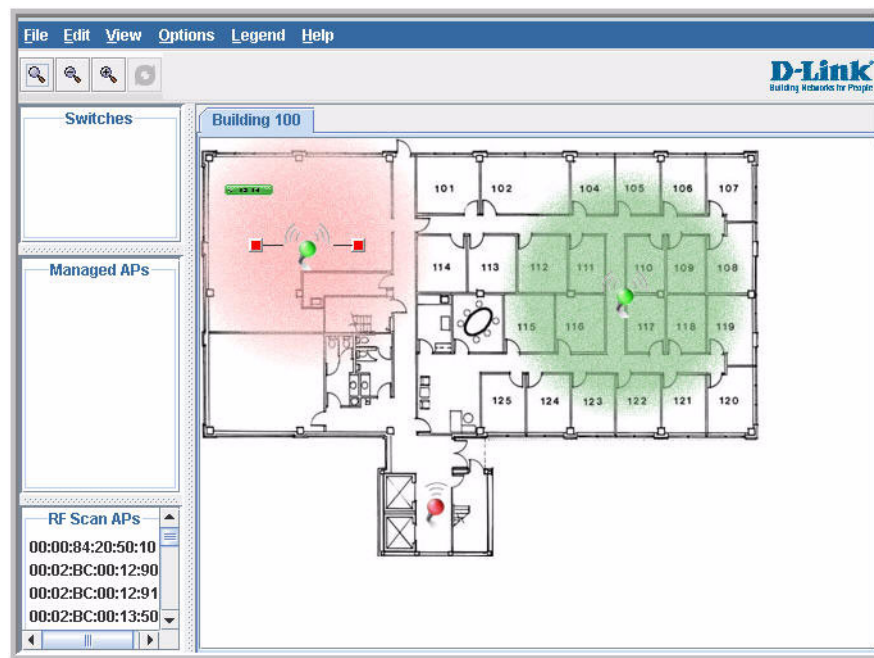 File Edit View Options Legend Help
D-Link
Building Networks for People
Switches
Building 100
101 102 104 105 106 107
114 113 112 111 110 109 108
115 116 117 118 119
125 124 123 122 121 120
Managed APs
RF Scan APs
00:00:84:20:50:10
00:02:BC:00:12:90
00:02:BC:00:12:91
00:02:BC:00:13:50